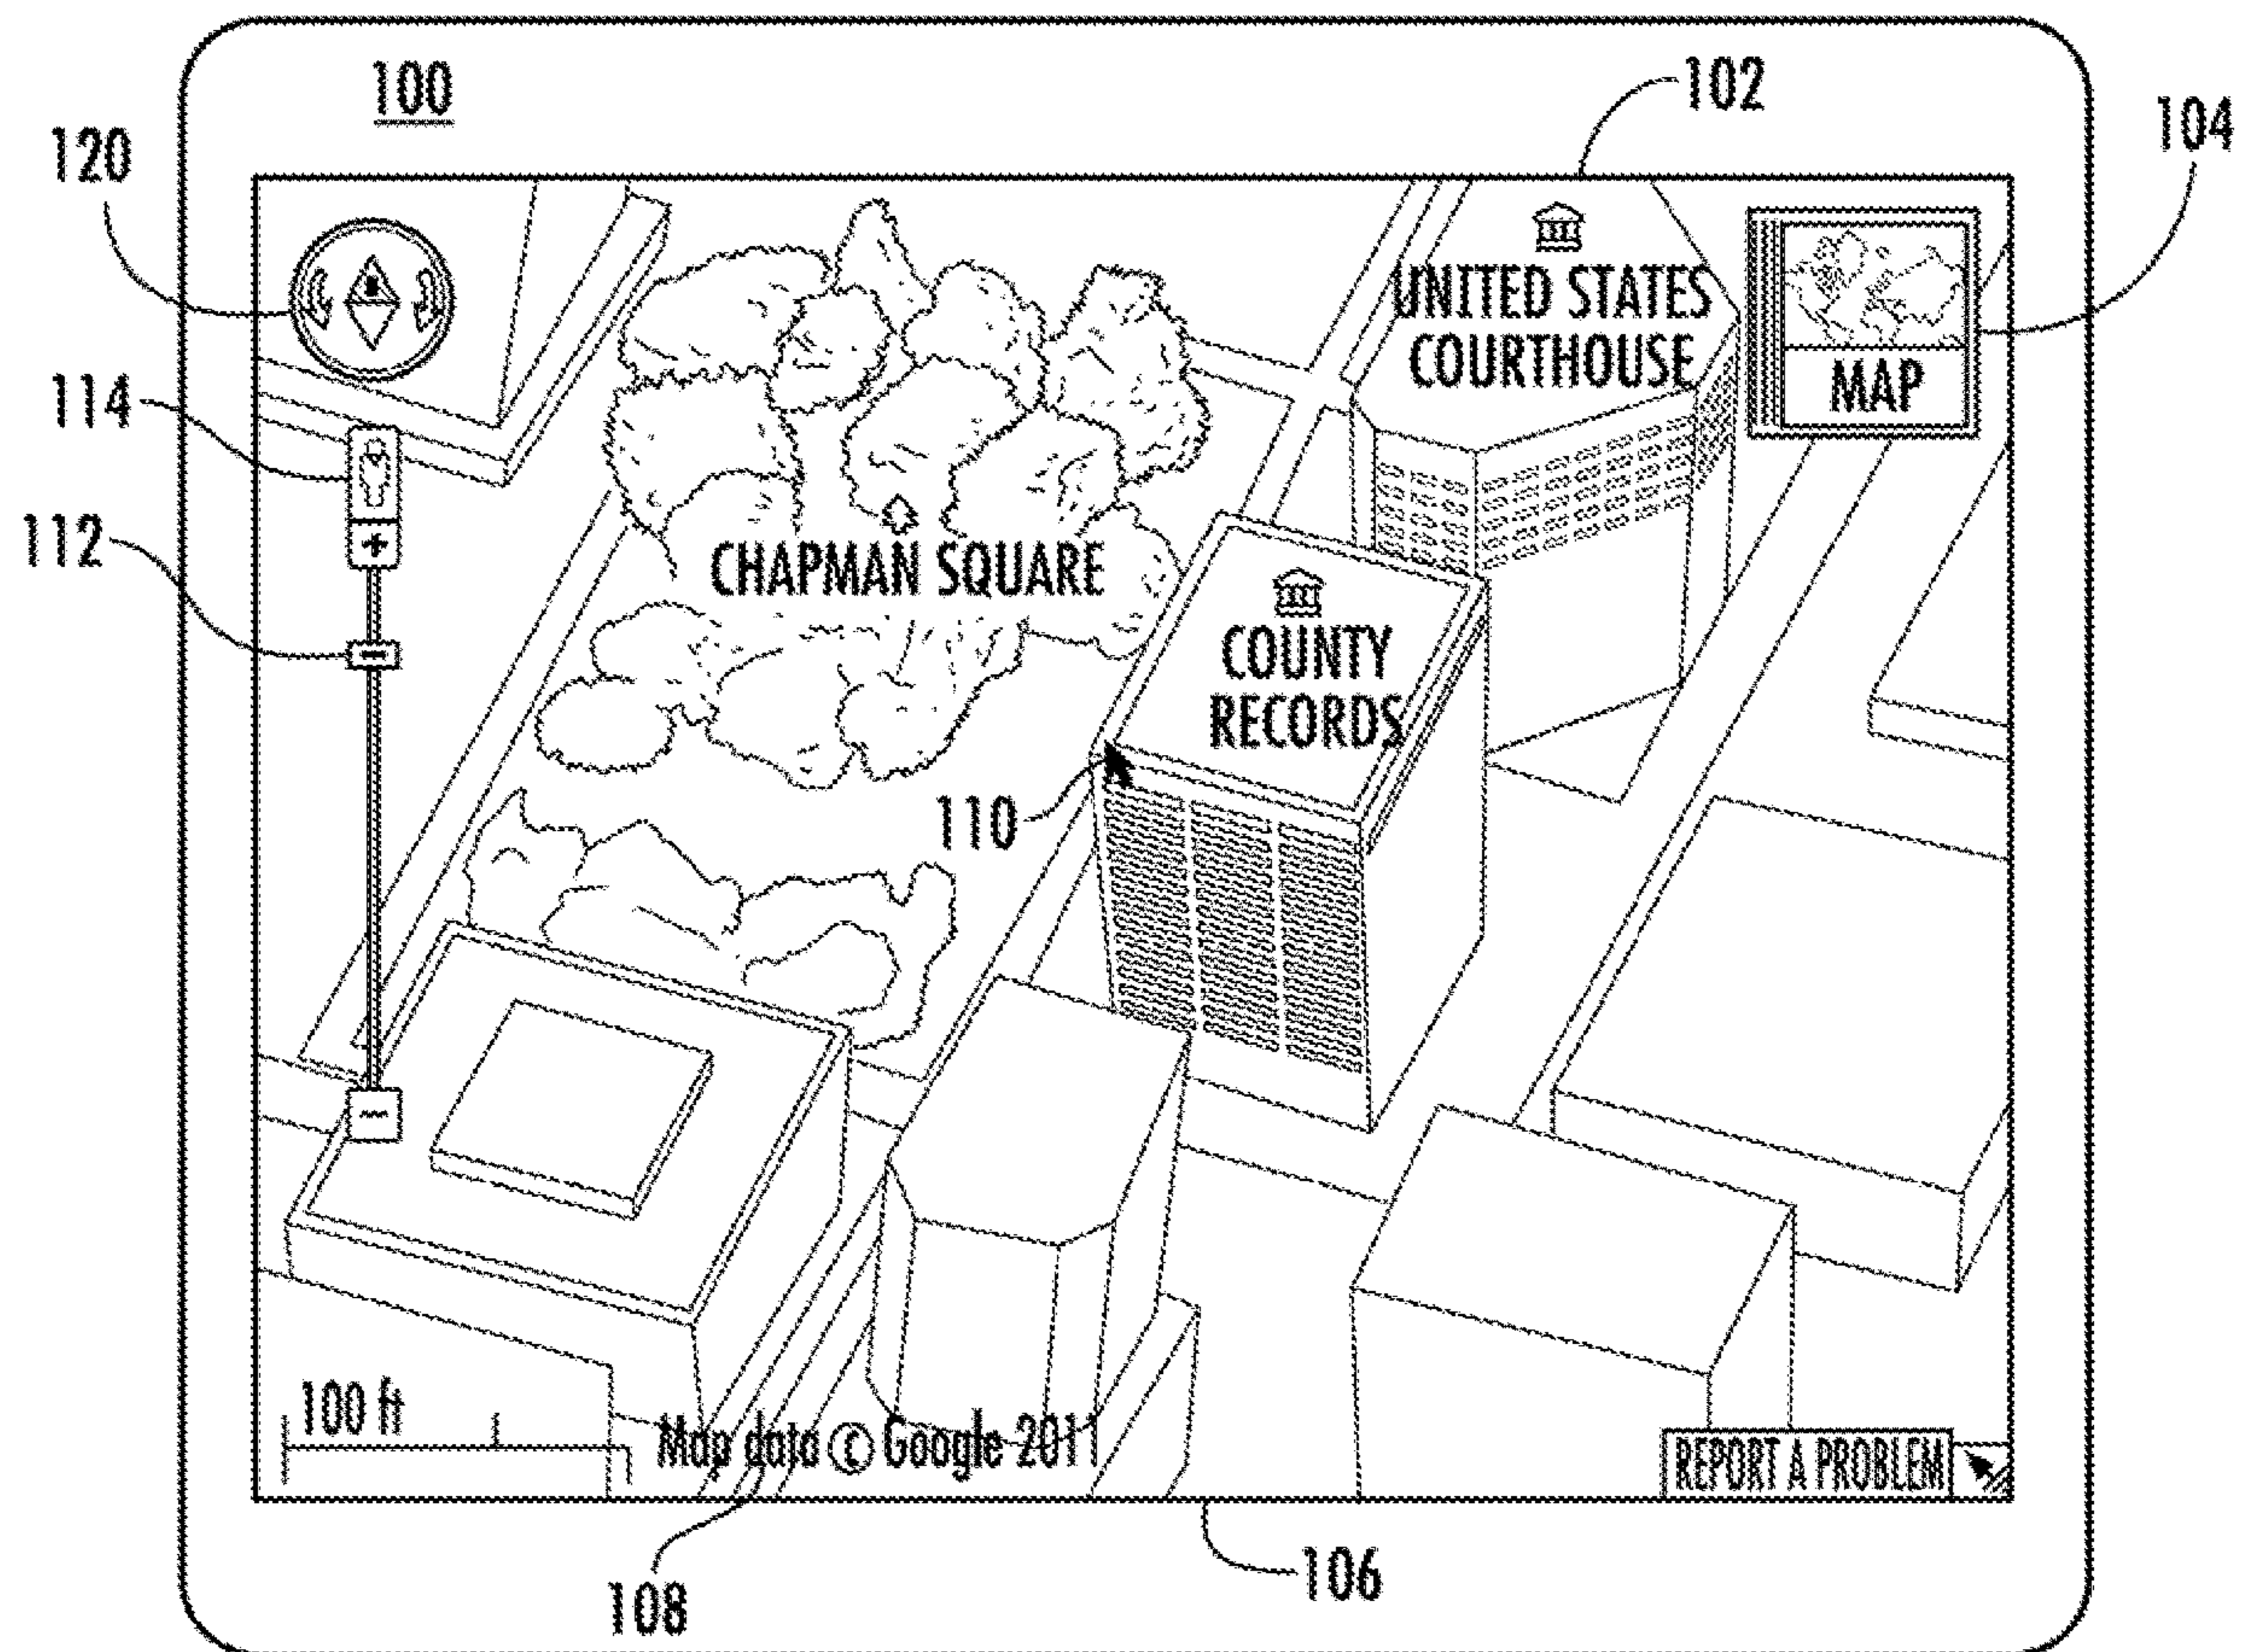 100
102
104
120
UNITED STATES
COURTHOUSE
MAP
114
+
112
CHAPMAN SQUARE
COUNTY
RECORDS
110
−
100 ft
Map data © Google 2011
REPORT A PROBLEM
106
108